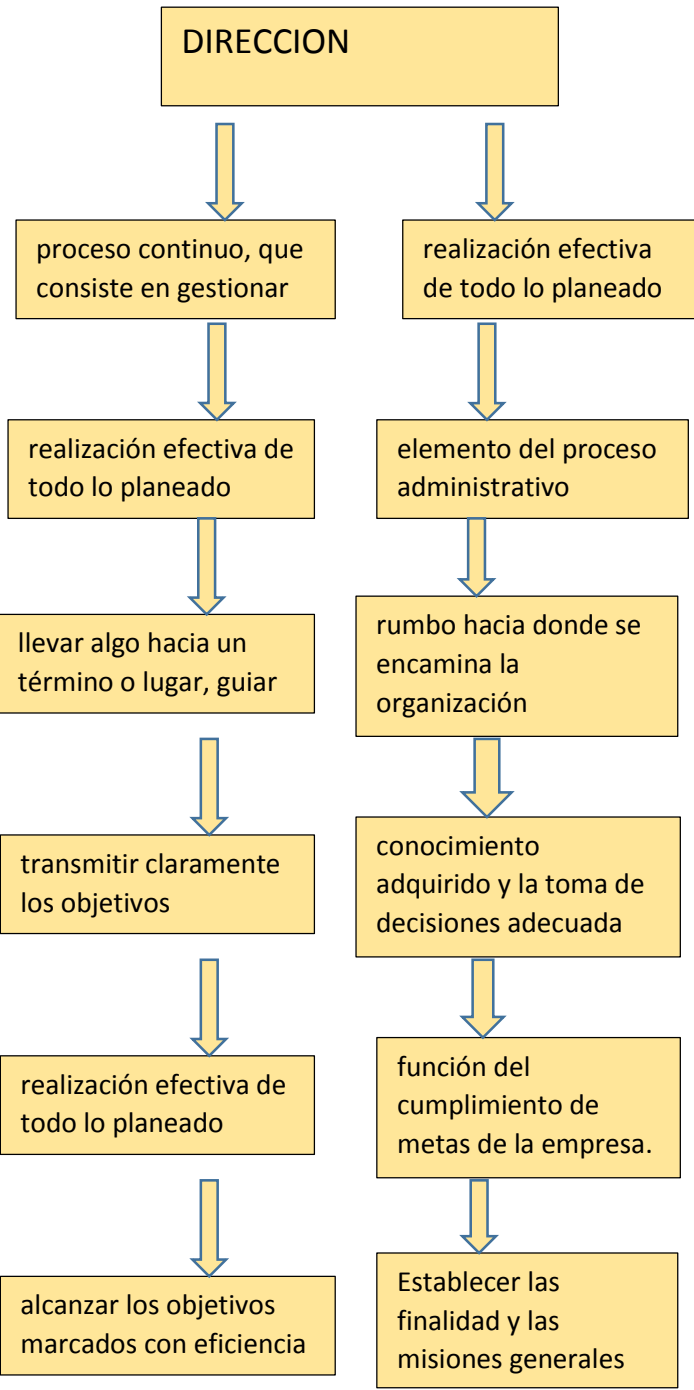 DIRECCION
proceso continuo, que
consiste en gestionar
realización efectiva de
todo lo planeado
llevar algo hacia un
término o lugar, guiar
transmitir claramente
los objetivos
realización efectiva de
todo lo planeado
alcanzar los objetivos
marcados con eficiencia
realización efectiva
de todo lo planeado
elemento del proceso
administrativo
rumbo hacia donde se
encamina la
organización
conocimiento
adquirido y la toma de
decisiones adecuada
función del
cumplimiento de
metas de la empresa.
Establecer las
finalidad y las
misiones generales